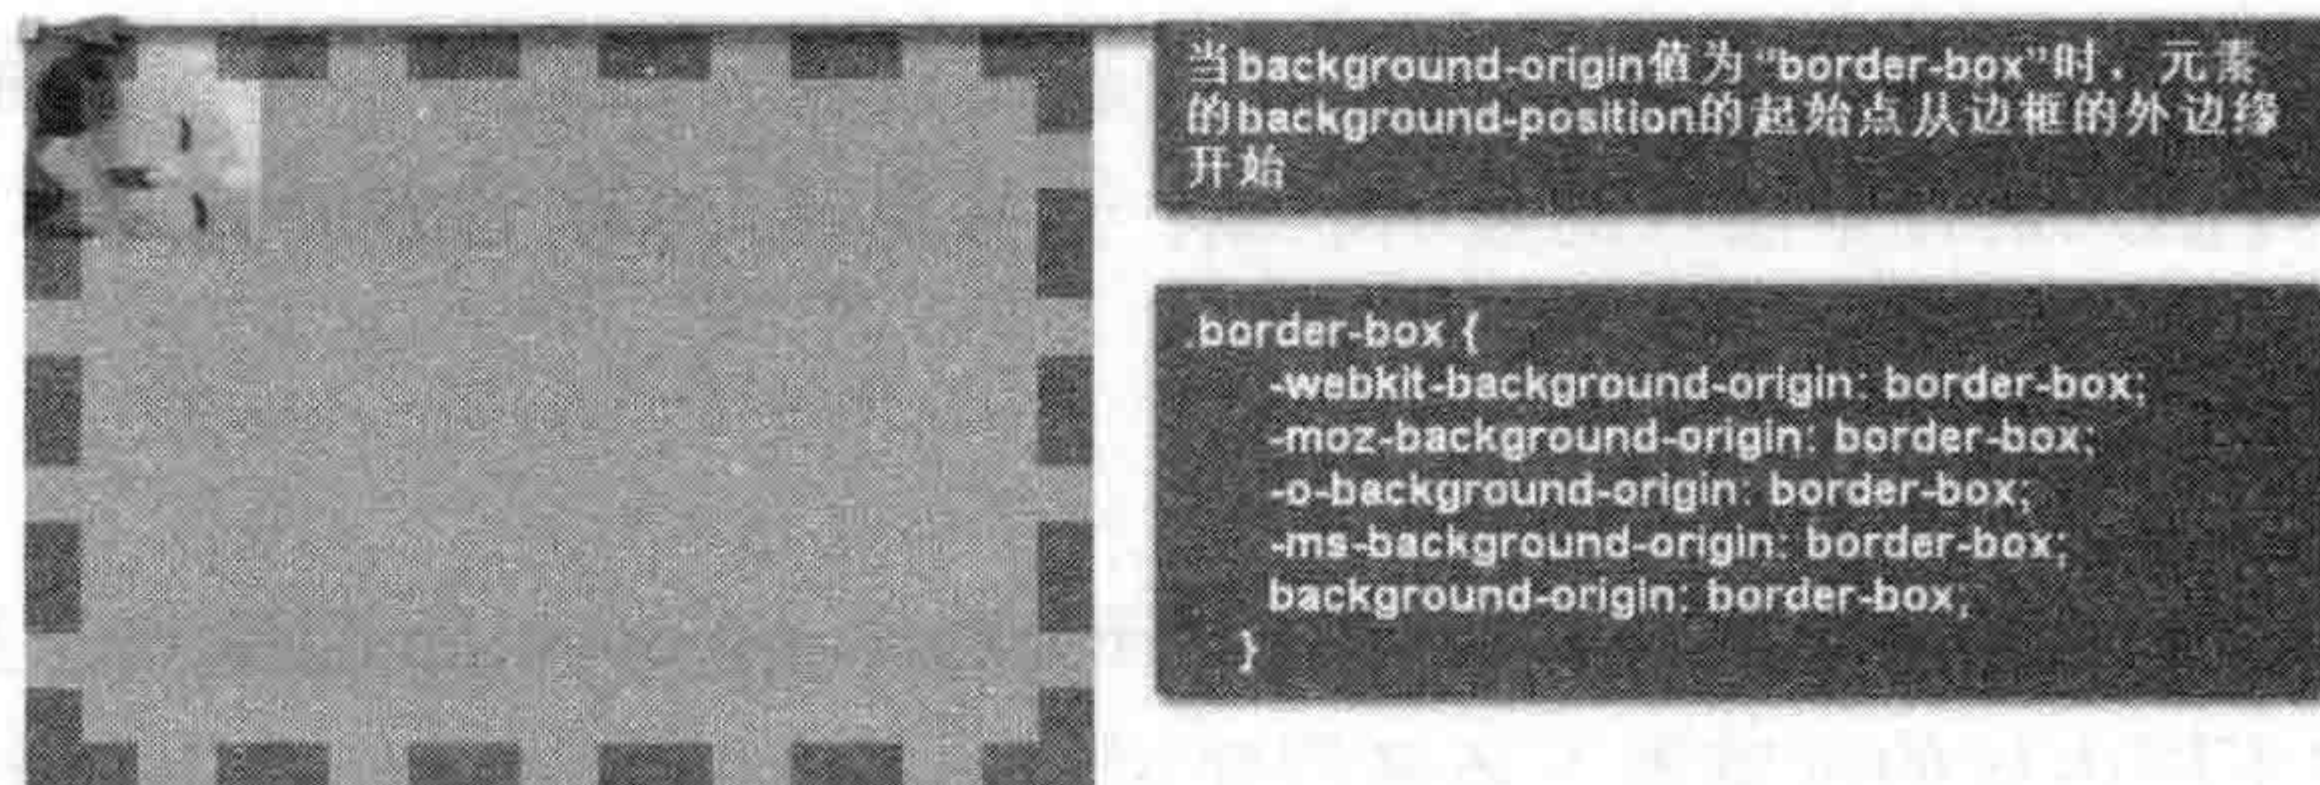 当background-origin值为“border-box”时，元素
的background-position的起始点从边框的外边缘
开始
.border-box {
-webkit-background-origin: border-box;
-moz-background-origin: border-box;
-o-background-origin: border-box;
-ms-background-origin: border-box;
background-origin: border-box;
}